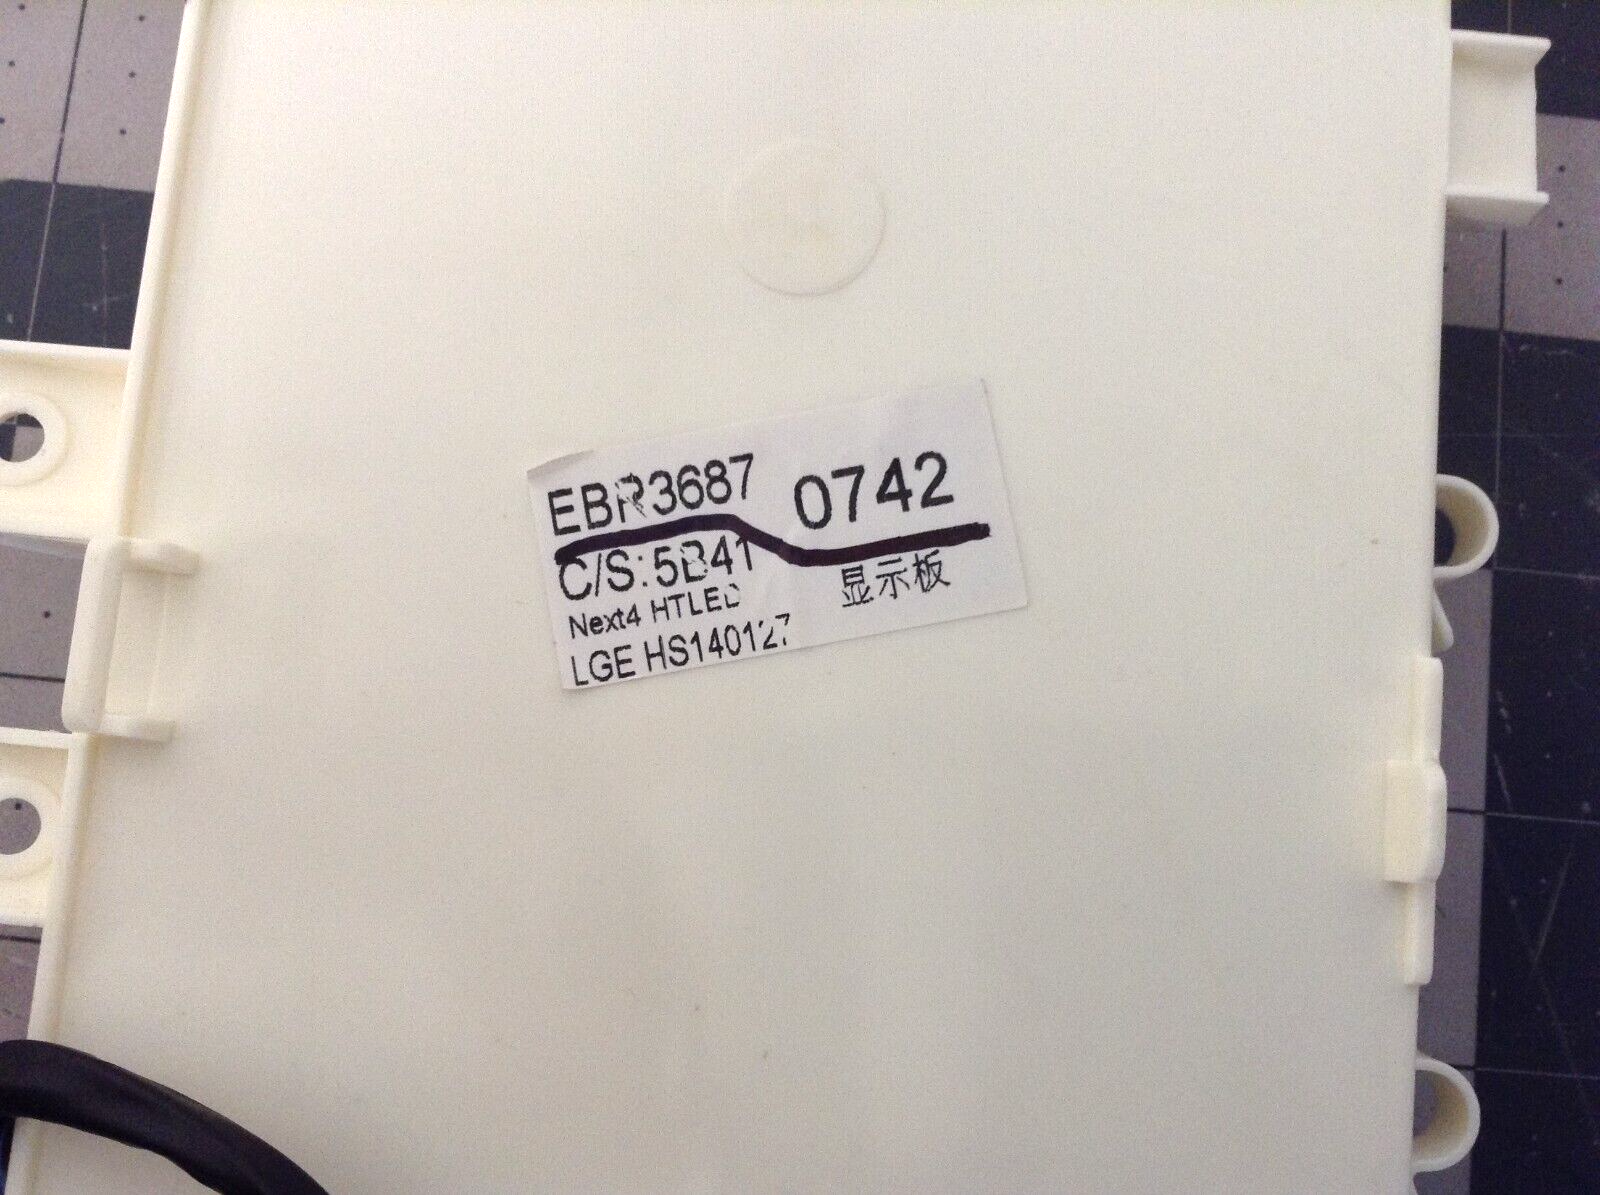 EBR3687 0742
C/S:5B41 显示板
Next4 HTLED
LGE HS140127